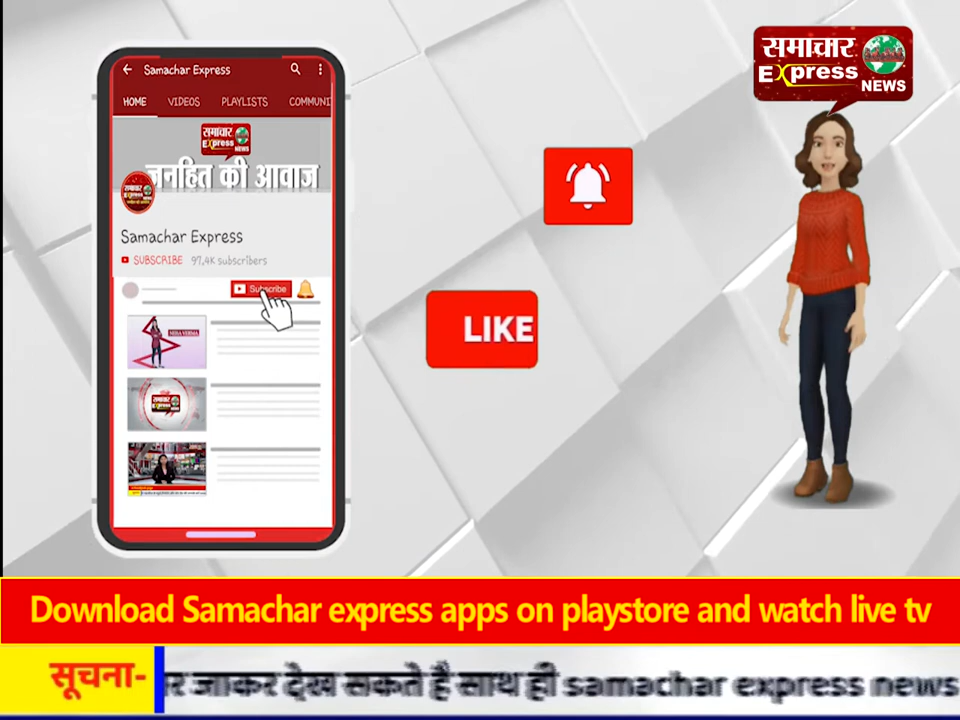 समाचार
Express
NEWS
Samachar Express
HOME VIDEOS PLAYLISTS COMMUNI
समाचार
Express
NEWS
जनहित की आवाज
Samachar Express
SUBSCRIBE 97.4K subscribers
Subscribe
LIKE
Download Samachar express apps on playstore and watch live tv
सूचना- र जाकर देख सकते है साथ ही samachar express news